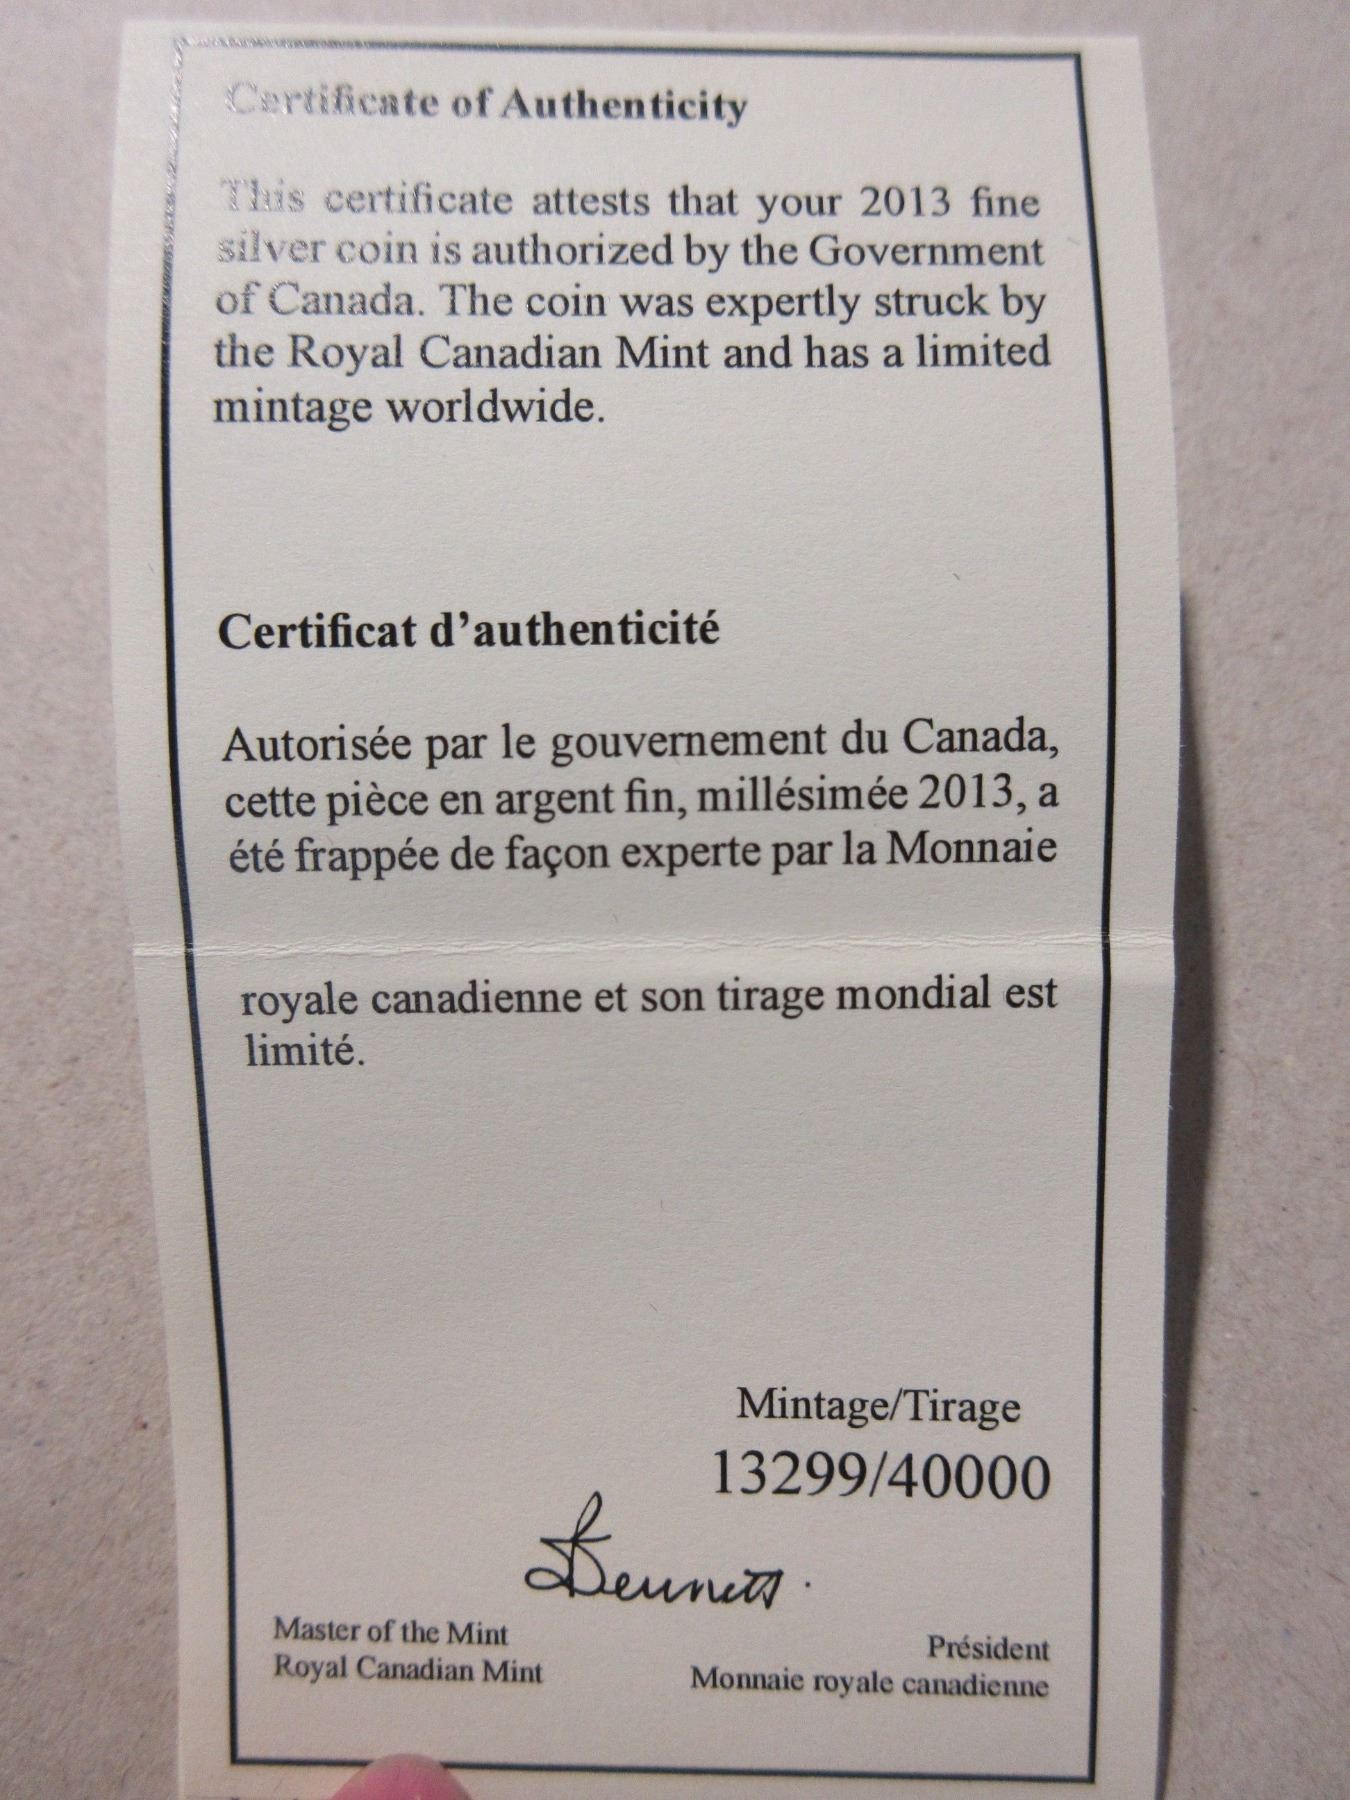 Certificate of Authenticity
This certificate attests that your 2013 fine
silver coin is authorized by the Government
of Canada. The coin was expertly struck by
the Royal Canadian Mint and has a limited
mintage worldwide.
Certificat d'authenticité
Autorisée par le gouvernement du Canada,
cette pièce en argent fin, millésimée 2013, a
été frappée de façon experte par la Monnaie
royale canadienne et son tirage mondial est
limité.
Mintage/Tirage
13299/40000
Bennett
Master of the Mint
Royal Canadian Mint
Président
Monnaie royale canadienne